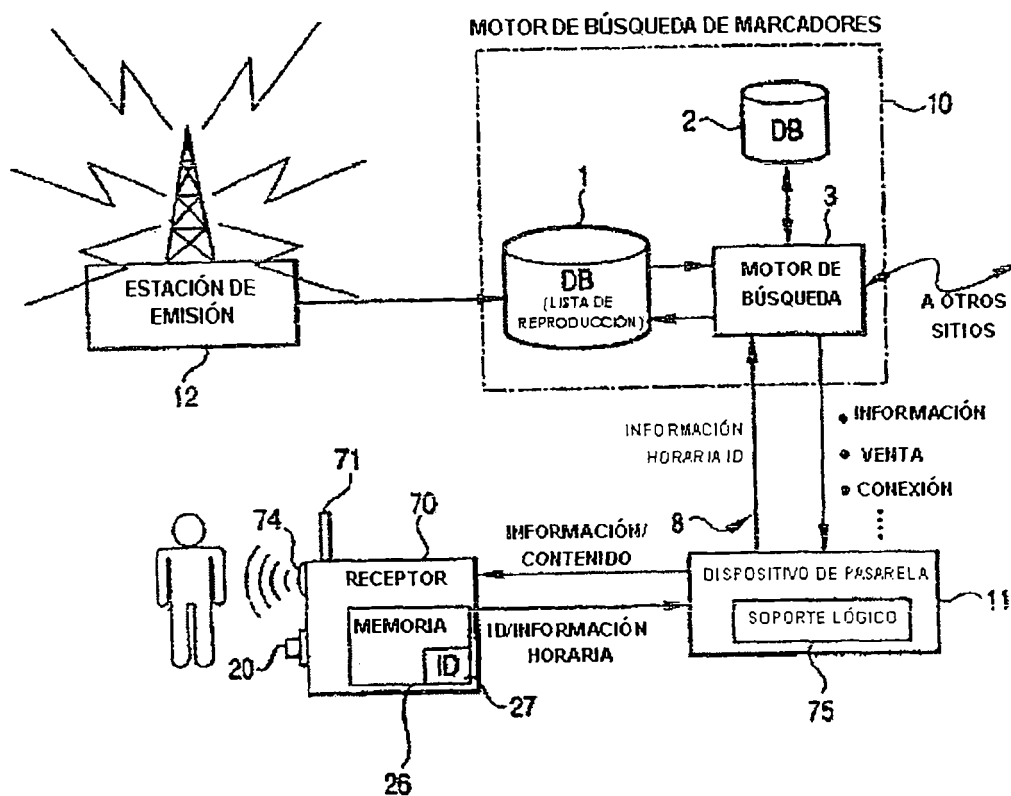 MOTOR DE BÚSQUEDA DE MARCADORES
10
2
DB
1
3
DB
(LISTA DE
REPRODUCCIÓN)
MOTOR DE
BÚSQUEDA
A OTROS
SITIOS
ESTACIÓN DE
EMISIÓN
12
INFORMACIÓN
HORARIA ID
• INFORMACIÓN
• VENTA
• CONEXIÓN
71
74
70
8
INFORMACIÓN/
CONTENIDO
RECEPTOR
DISPOSITIVO DE PASARELA
11
MEMORIA
ID/INFORMACIÓN
HORARIA
SOPORTE LÓGICO
20
ID
27
75
26